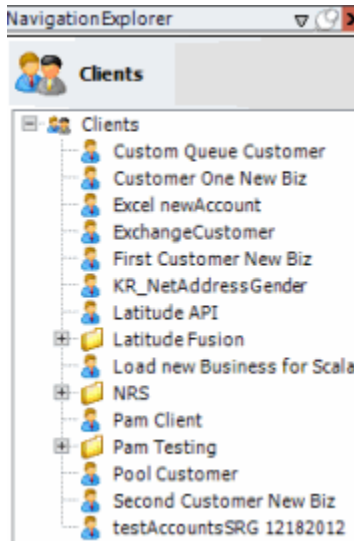 NavigationExplorer
Clients
Clients
Custom Queue Customer
Customer One New Biz
Excel newAccount
ExchangeCustomer
First Customer New Biz
KR_NetAddressGender
Latitude API
Latitude Fusion
Load new Business for Scala
NRS
Pam Client
Pam Testing
Pool Customer
Second Customer New Biz
testAccountsSRG 12182012